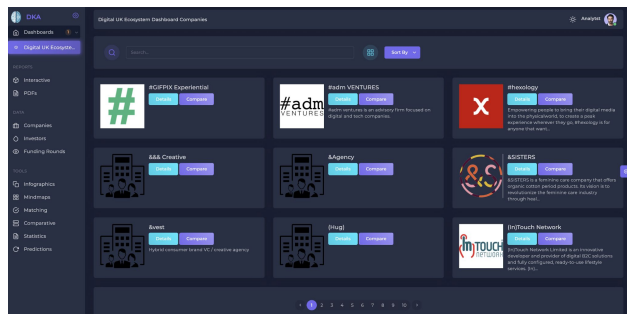 DKA
Dashboards
Digital UK Ecosyste...
REPORTS
Interactive
PDFs
DATA
Companies
Investors
Funding Rounds
TOOLS
Infographics
Mindmaps
Matching
Comparative
Statistics
Predictions
Digital UK Ecosystem Dashboard Companies
Analyst
Search...
Sort By
#GIFPIX Experiential
Details Compare
#adm
VENTURES
#adm VENTURES
Details Compare
#adm ventures is an advisory firm focused on
digital and tech companies.
X
#hexology
Details Compare
Empowering people to bring their digital media
into the physicalworld, to create a peak
experience wherever they go, #hexology is for
anyone that want...
&&& Creative
Details Compare
&Agency
Details Compare
&SISTERS
Details Compare
&SISTERS is a feminine care company that offers
organic cotton period products. Its vision is to
revolutionize the feminine care industry
through heal...
&vest
Details Compare
Hybrid consumer brand VC / creative agency
(Hug)
Details Compare
InTOUCH
NETWORK
(In)Touch Network
Details Compare
(In)Touch Network Limited is an innovative
developer and provider of digital B2C solutions
and fully configured, ready-to-use lifestyle
services. (In)...
1 2 3 4 5 6 7 8 9 10